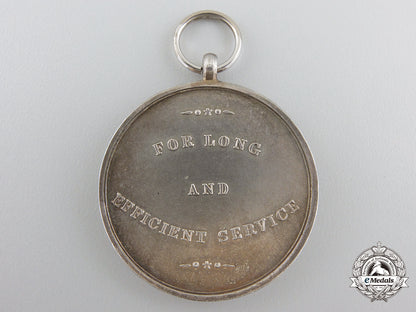 FOR LONG
AND
EFFICIENT SERVICE
eMedals